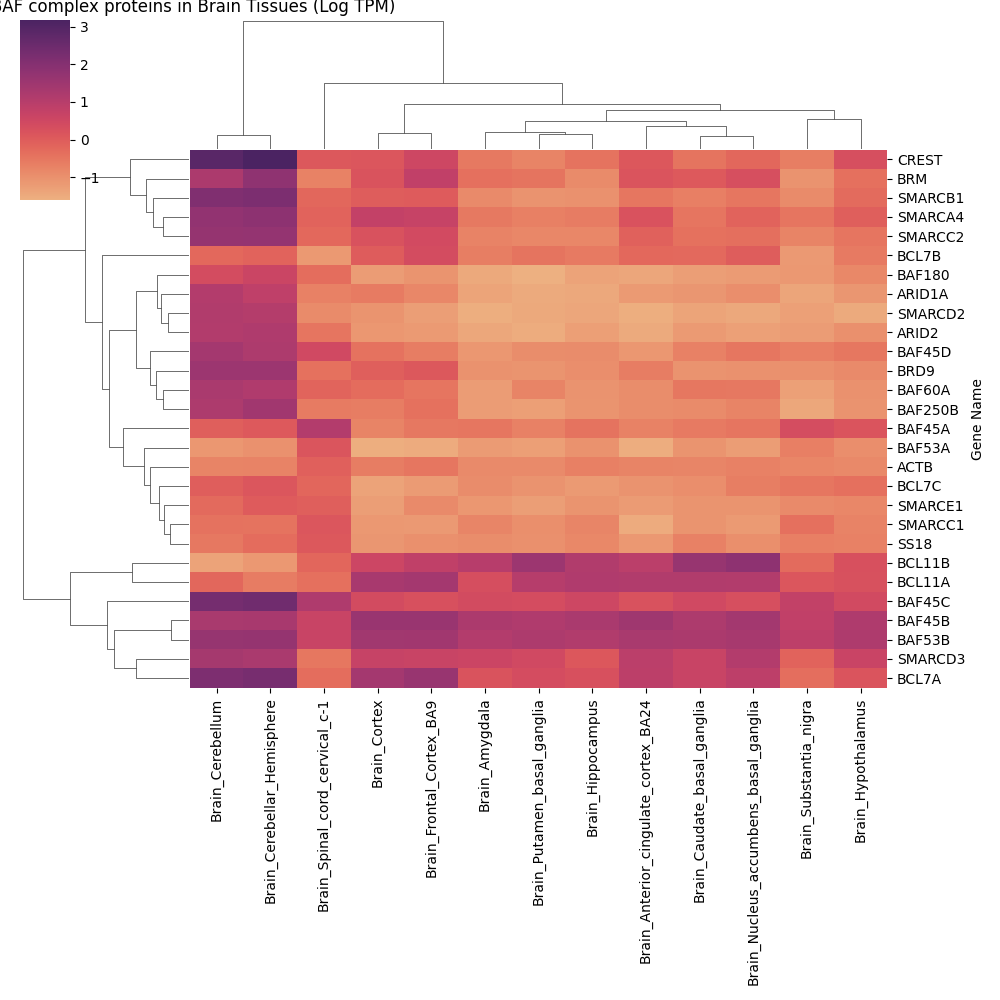 BAF complex proteins in Brain Tissues (Log TPM)
3
2
1
0
−1
CREST
BRM
SMARCB1
SMARCA4
SMARCC2
BCL7B
BAF180
ARID1A
SMARCD2
ARID2
BAF45D
BRD9
BAF60A
BAF250B
BAF45A
BAF53A
ACTB
BCL7C
SMARCE1
SMARCC1
SS18
BCL11B
BCL11A
BAF45C
BAF45B
BAF53B
SMARCD3
BCL7A
Gene Name
Brain_Cerebellum
Brain_Cerebellar_Hemisphere
Brain_Spinal_cord_cervical_c-1
Brain_Cortex
Brain_Frontal_Cortex_BA9
Brain_Amygdala
Brain_Putamen_basal_ganglia
Brain_Hippocampus
Brain_Anterior_cingulate_cortex_BA24
Brain_Caudate_basal_ganglia
Brain_Nucleus_accumbens_basal_ganglia
Brain_Substantia_nigra
Brain_Hypothalamus